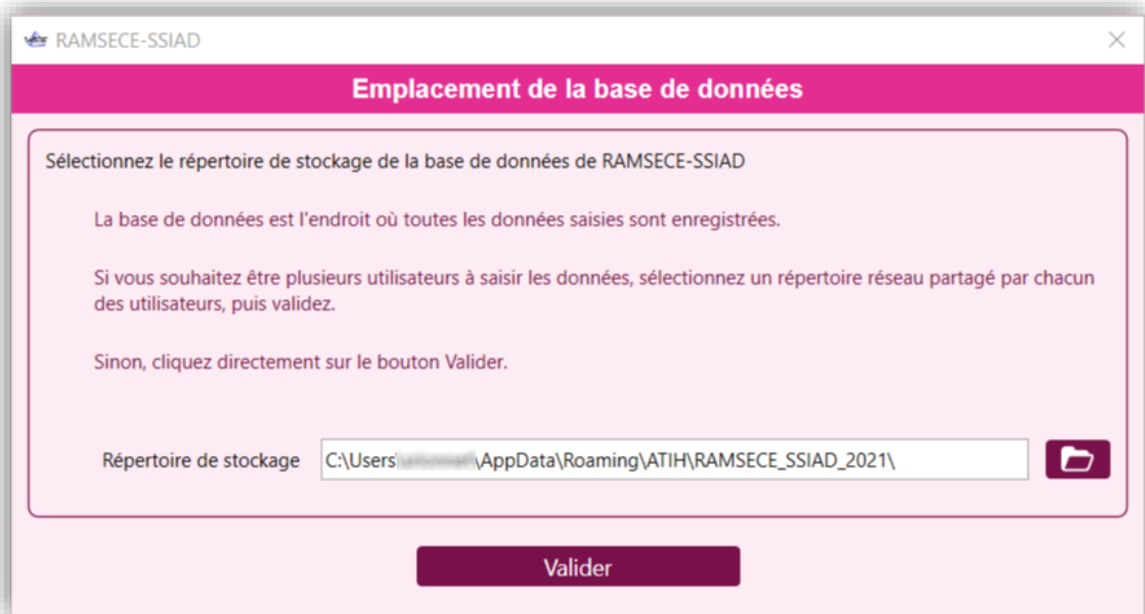 RAMSECE-SSIAD
Emplacement de la base de données
Sélectionnez le répertoire de stockage de la base de données de RAMSECE-SSIAD
La base de données est l'endroit où toutes les données saisies sont enregistrées.
Si vous souhaitez être plusieurs utilisateurs à saisir les données, sélectionnez un répertoire réseau partagé par chacun
des utilisateurs, puis validez.
Sinon, cliquez directement sur le bouton Valider.
Répertoire de stockage C:\Users\ \AppData\Roaming\ATIH\RAMSECE_SSIAD_2021\
Valider